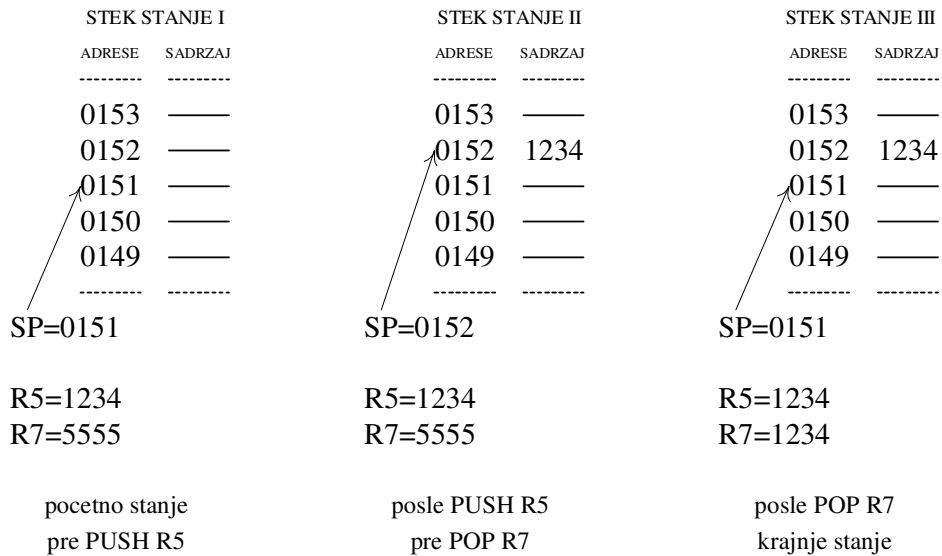 STEK STANJE I
ADRESE SADRZAJ
0153
0152
0151
0150
0149
SP=0151
R5=1234
R7=5555
pocetno stanje
pre PUSH R5
STEK STANJE II
ADRESE SADRZAJ
0153
0152 1234
0151
0150
0149
SP=0152
R5=1234
R7=5555
posle PUSH R5
pre POP R7
STEK STANJE III
ADRESE SADRZAJ
0153
0152 1234
0151
0150
0149
SP=0151
R5=1234
R7=1234
posle POP R7
krajnje stanje